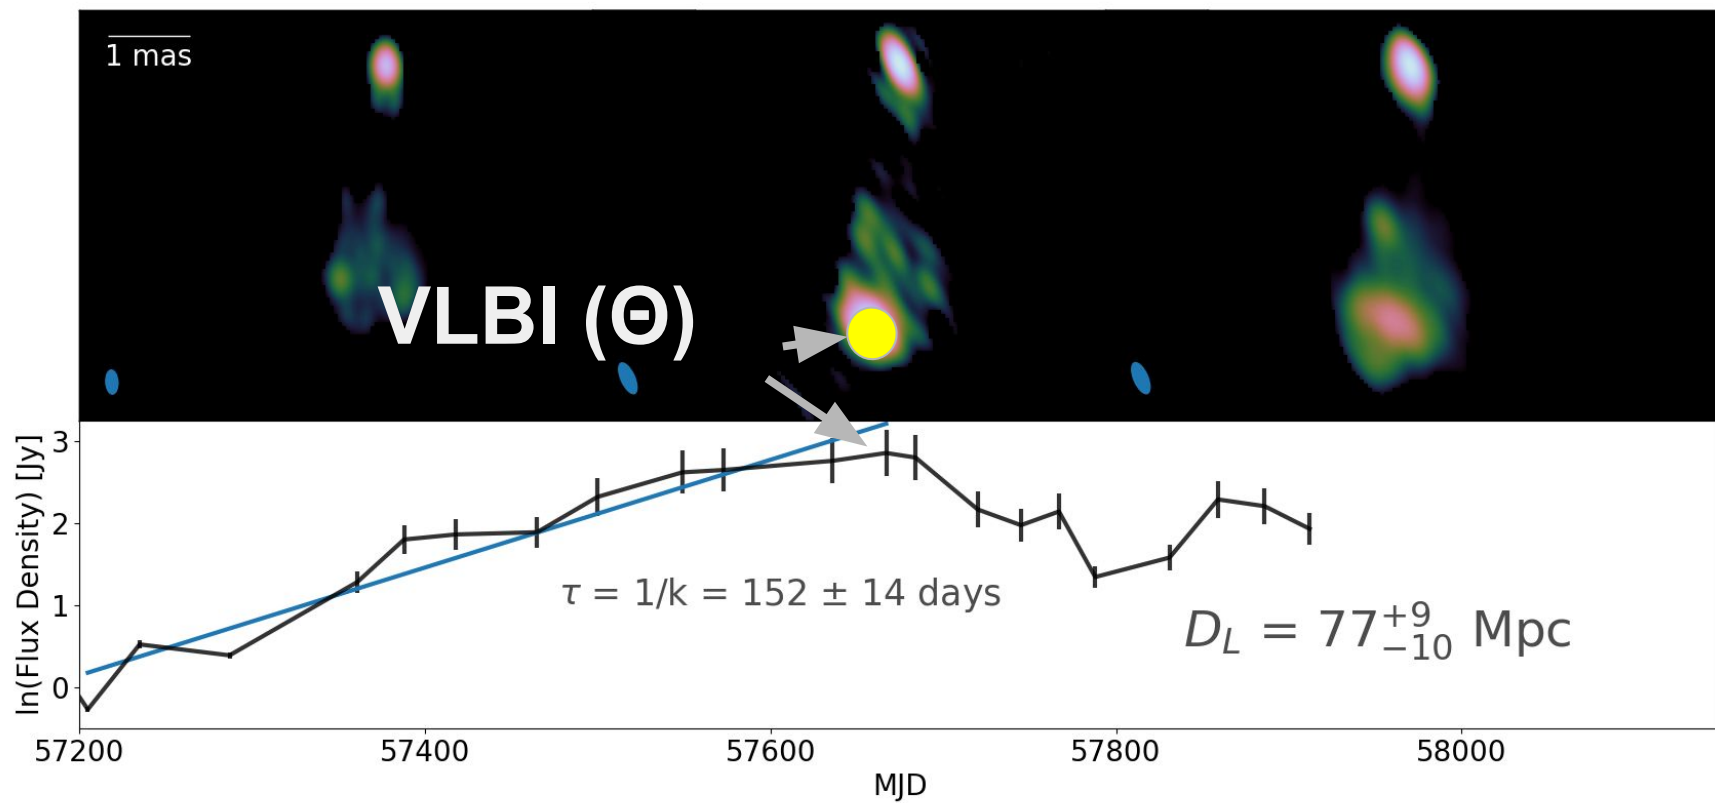 1 mas
VLBI (Θ)
ln(Flux Density) [Jy]
3
2
1
0
τ = 1/k = 152 ± 14 days
D_L = 77^{+9}_{−10} Mpc
57200 57400 57600 57800 58000
MJD